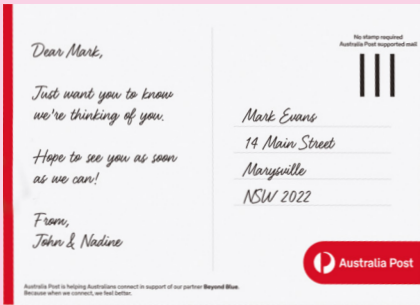 Dear Mark,
Just want you to know
we're thinking of you.
Hope to see you as soon
as we can!
From,
John & Nadine
No stamp required
Australia Post supported mail
Mark Evans
14 Main Street
Marysville
NSW 2022
Australia Post
Australia Post is helping Australians connect in support of our partner Beyond Blue.
Because when we connect, we feel better.